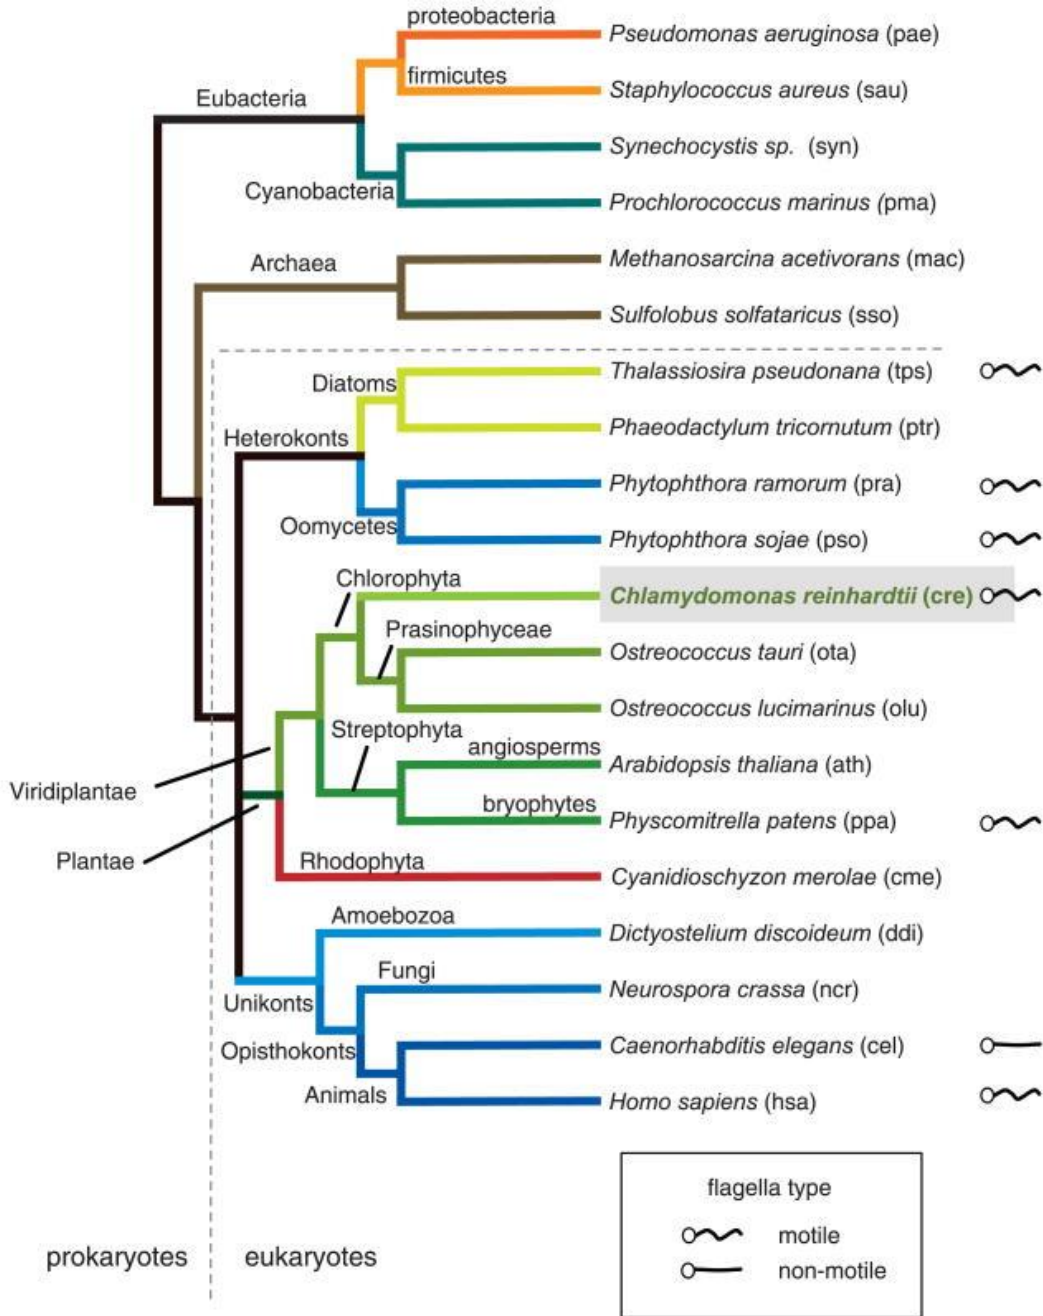 proteobacteria
Pseudomonas aeruginosa (pae)
firmicutes
Staphylococcus aureus (sau)
Eubacteria
Synechocystis sp. (syn)
Cyanobacteria
Prochlorococcus marinus (pma)
Archaea
Methanosarcina acetivorans (mac)
Sulfolobus solfataricus (sso)
Diatoms
Thalassiosira pseudonana (tps)
Heterokonts
Phaeodactylum tricornutum (ptr)
Phytophthora ramorum (pra)
Oomycetes
Phytophthora sojae (pso)
Chlorophyta
Chlamydomonas reinhardtii (cre)
Prasinophyceae
Ostreococcus tauri (ota)
Ostreococcus lucimarinus (olu)
Streptophyta
angiosperms
Arabidopsis thaliana (ath)
Viridiplantae
bryophytes
Physcomitrella patens (ppa)
Plantae
Rhodophyta
Cyanidioschyzon merolae (cme)
Amoebozoa
Dictyostelium discoideum (ddi)
Fungi
Neurospora crassa (ncr)
Unikonts
Opisthokonts
Caenorhabditis elegans (cel)
Animals
Homo sapiens (hsa)
flagella type
motile
non-motile
prokaryotes
eukaryotes